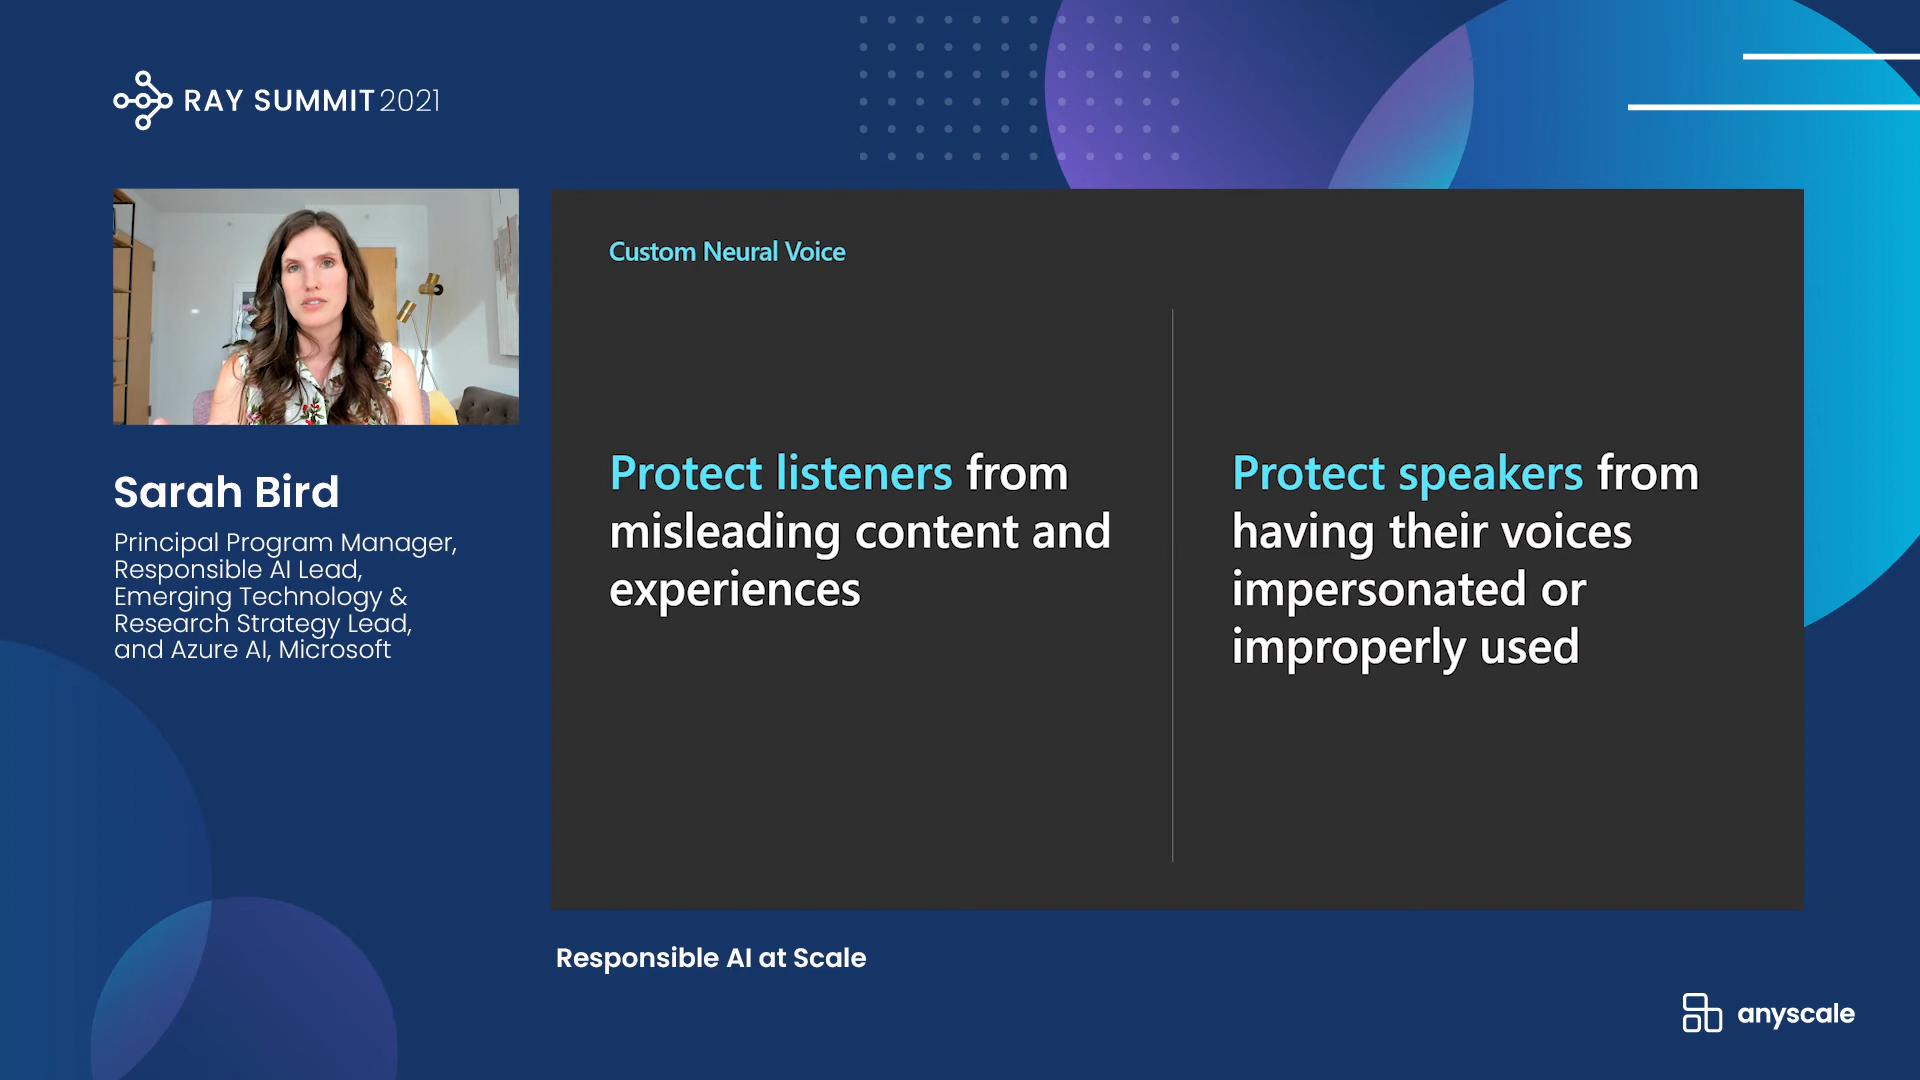 RAY SUMMIT 2021
Sarah Bird
Principal Program Manager,
Responsible AI Lead,
Emerging Technology &
Research Strategy Lead,
and Azure AI, Microsoft
Custom Neural Voice
Protect listeners from
misleading content and
experiences
Protect speakers from
having their voices
impersonated or
improperly used
Responsible AI at Scale
anyscale